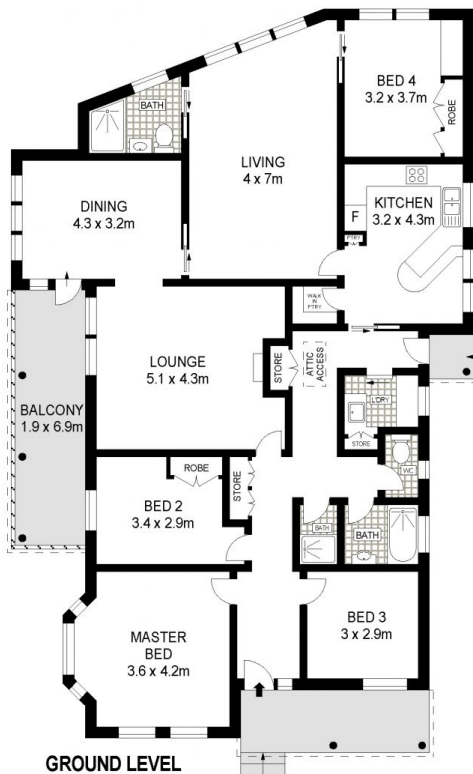 BATH
BED 4
3.2 x 3.7m
ROBE
LIVING
4 x 7m
DINING
4.3 x 3.2m
KITCHEN
3.2 x 4.3m
F
PTRY
WALK
IN
PTRY
LOUNGE
5.1 x 4.3m
STORE
ATTIC
ACCESS
L'DRY
STORE
BALCONY
1.9 x 6.9m
ROBE
STORE
WC
BED 2
3.4 x 2.9m
BATH
BATH
MASTER
BED
3.6 x 4.2m
BED 3
3 x 2.9m
GROUND LEVEL